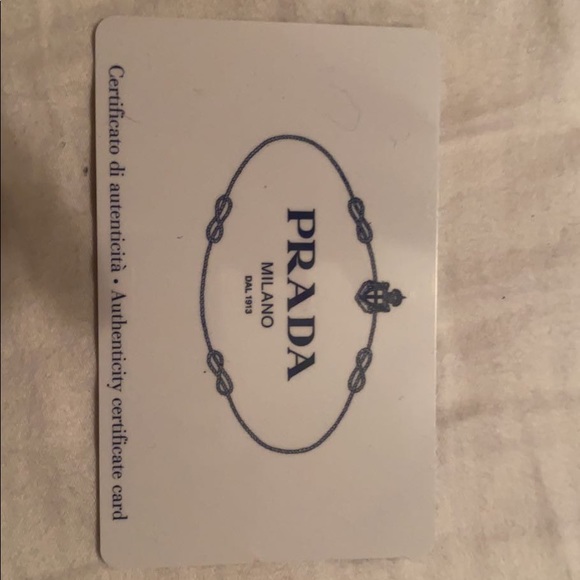 PRADA
MILANO
DAL 1913
Certificato di autenticità • Authenticity certificate card